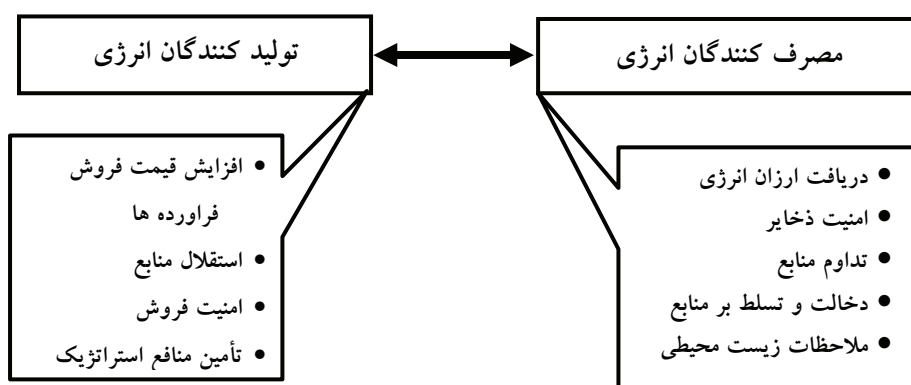 مصرف کنندگان انرژی
تولید کنندگان انرژی
• دریافت ارزان انرژی
• امنیت ذخایر
• تداوم منابع
• دخالت و تسلط بر منابع
• ملاحظات زیست محیطی
• افزایش قیمت فروش
فراورده ها
• استقلال منابع
• امنیت فروش
• تأمین منافع استراتژیک